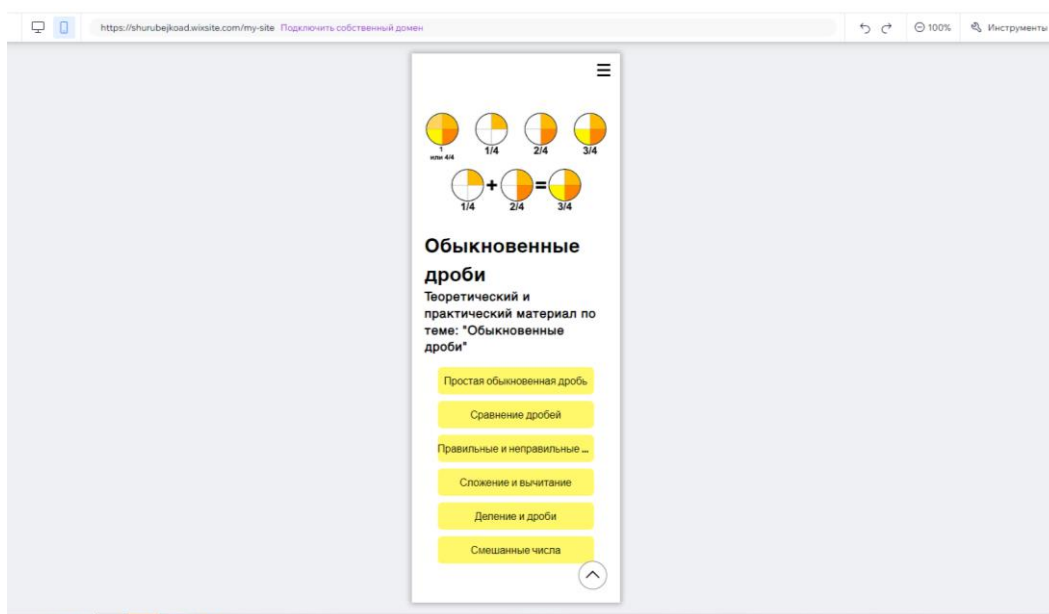 https://shurubejkoad.wixsite.com/my-site Подключить собственный домен
100% Инструменты
1 1/4 2/4 3/4
или 4/4
+ =
1/4 2/4 3/4
Обыкновенные
дроби
Теоретический и
практический материал по
теме: "Обыкновенные
дроби"
Простая обыкновенная дробь
Сравнение дробей
Правильные и неправильные ...
Сложение и вычитание
Деление и дроби
Смешанные числа